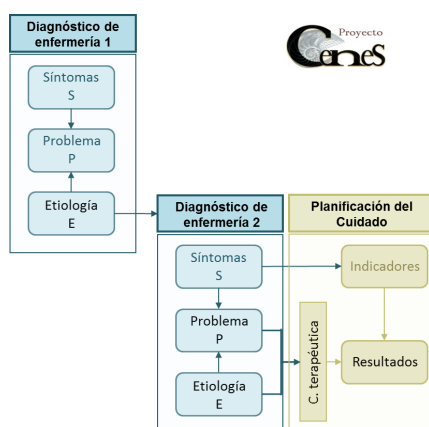 Diagnóstico de
enfermería 1
Proyecto
CeneS
Síntomas
S
Problema
P
Etiología
E
Diagnóstico de
enfermería 2
Planificación del
Cuidado
Síntomas
S
Indicadores
Problema
P
C. terapéutica
Resultados
Etiología
E